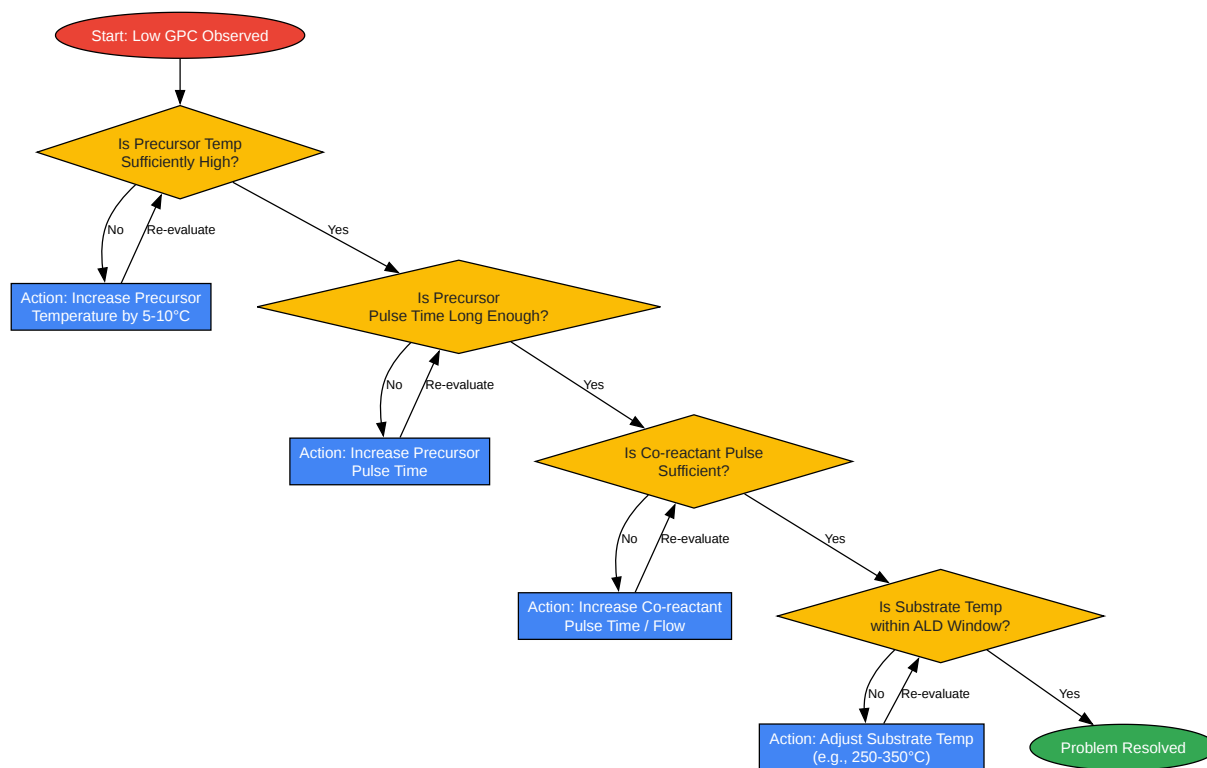 Start: Low GPC Observed
Is Precursor Temp
Sufficiently High?
No
Re-evaluate
Yes
Action: Increase Precursor
Temperature by 5-10°C
Is Precursor
Pulse Time Long Enough?
No
Re-evaluate
Yes
Action: Increase Precursor
Pulse Time
Is Co-reactant Pulse
Sufficient?
No
Re-evaluate
Yes
Action: Increase Co-reactant
Pulse Time / Flow
Is Substrate Temp
within ALD Window?
No
Re-evaluate
Yes
Action: Adjust Substrate Temp
(e.g., 250-350°C)
Problem Resolved